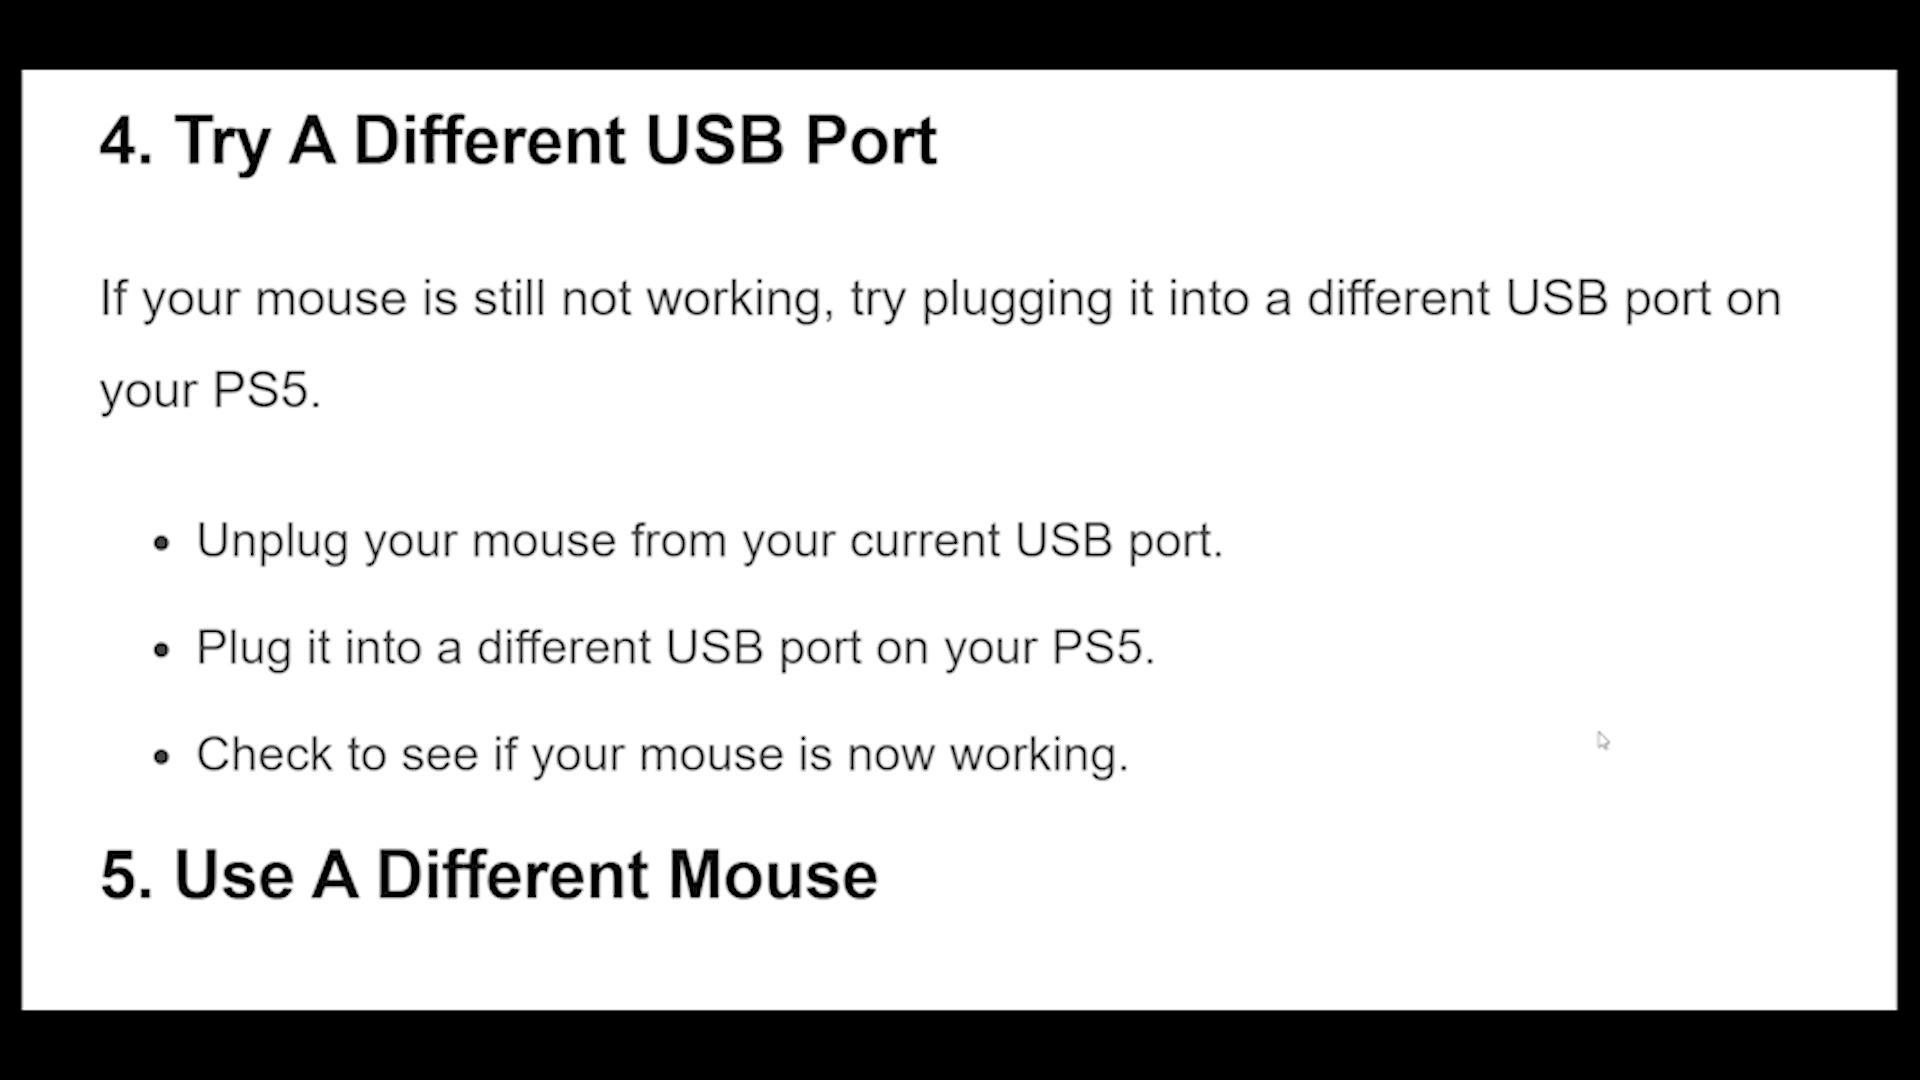 4. Try A Different USB Port
If your mouse is still not working, try plugging it into a different USB port on
your PS5.
• Unplug your mouse from your current USB port.
• Plug it into a different USB port on your PS5.
• Check to see if your mouse is now working.
5. Use A Different Mouse